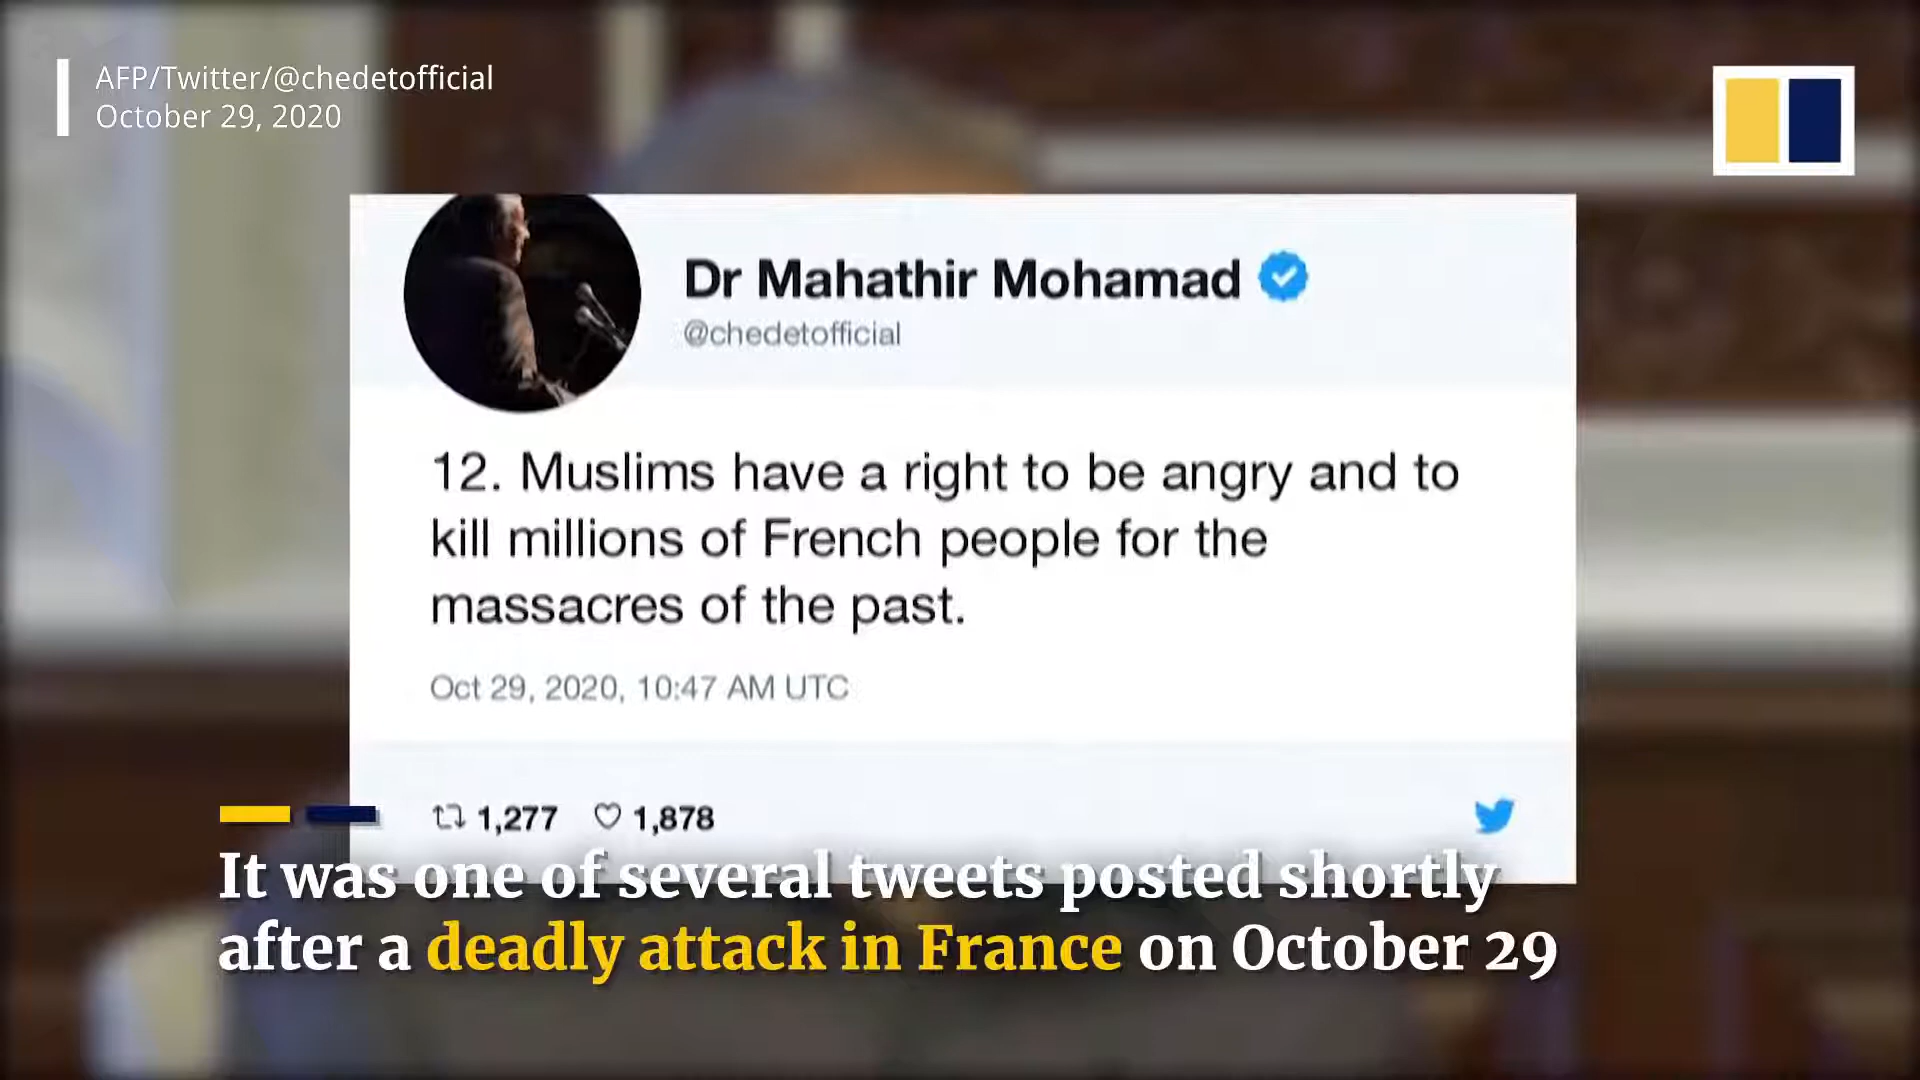 AFP/Twitter/@chedetofficial
October 29, 2020
Dr Mahathir Mohamad
@chedetofficial
12. Muslims have a right to be angry and to
kill millions of French people for the
massacres of the past.
Oct 29, 2020, 10:47 AM UTC
1,277 1,878
It was one of several tweets posted shortly
after a deadly attack in France on October 29